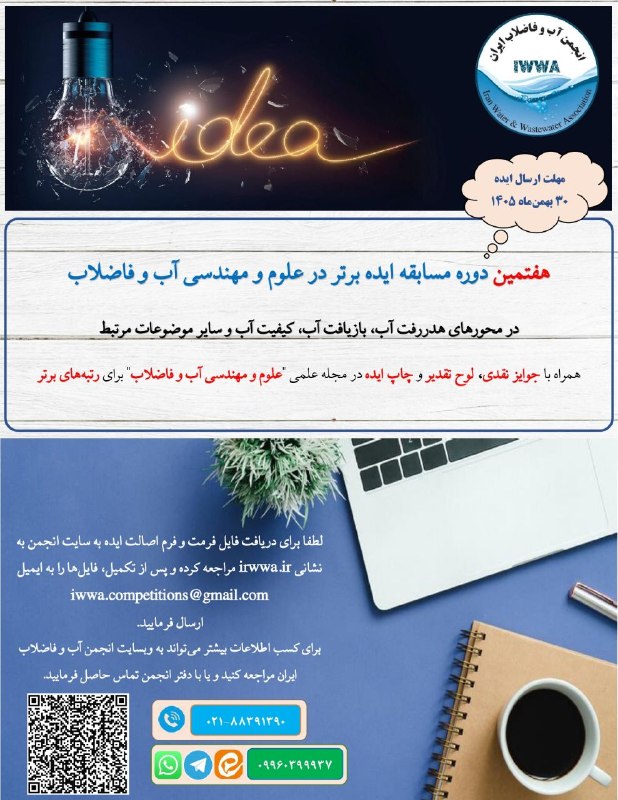 انجمن آب و فاضلاب ایران
IWWA
Iran Water & Wastewater Association
idea
مهلت ارسال ایده
۳۰ بهمن‌ماه ۱۴۰۵
هفتمین دوره مسابقه ایده برتر در علوم و مهندسی آب و فاضلاب
در محورهای هدررفت آب، بازیافت آب، کیفیت آب و سایر موضوعات مرتبط
همراه با جوایز نقدی، لوح تقدیر و چاپ ایده در مجله علمی "علوم و مهندسی آب و فاضلاب" برای رتبه‌های برتر
لطفا برای دریافت فایل فرمت و فرم اصالت ایده به سایت انجمن به
نشانی irwwa.ir مراجعه کرده و پس از تکمیل، فایل‌ها را به ایمیل
iwwa.competitions@gmail.com
ارسال فرمایید.
برای کسب اطلاعات بیشتر می‌تواند به وبسایت انجمن آب و فاضلاب
ایران مراجعه کنید و یا با دفتر انجمن تماس حاصل فرمایید.
۰۲۱-۸۸۳۹۱۳۹۰
۰۹۹۶۰۳۹۹۹۳۷